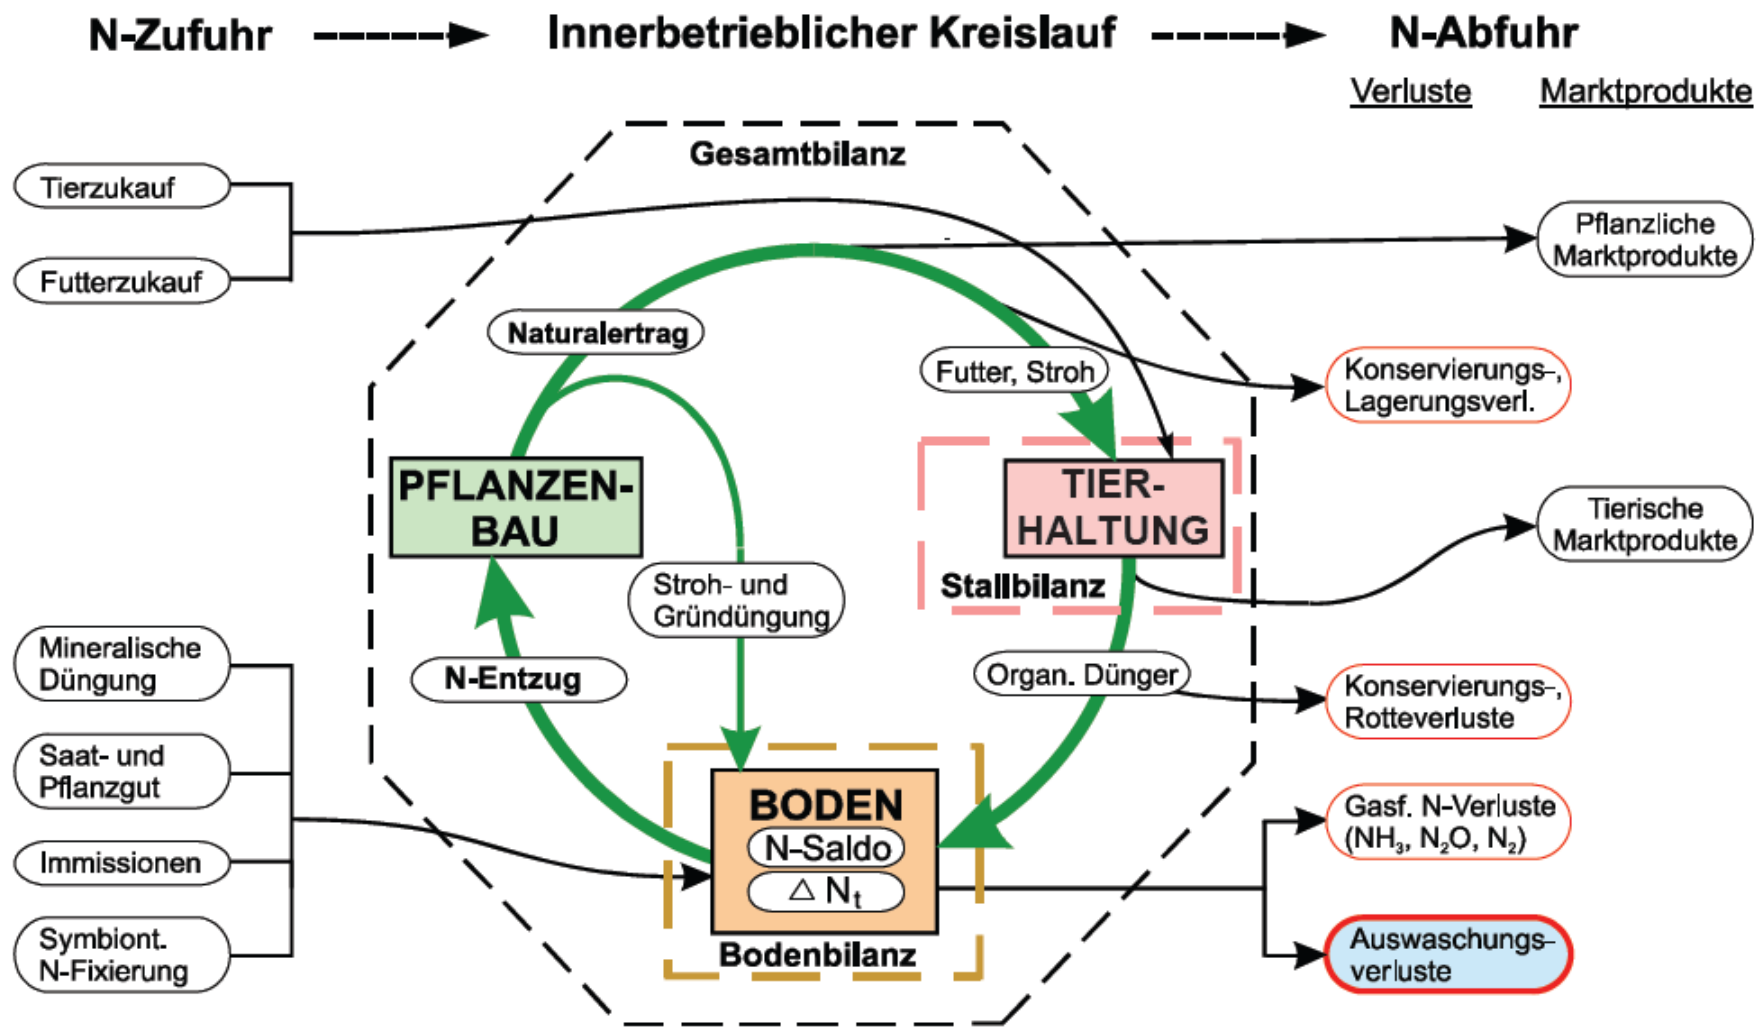 N-Zufuhr
Innerbetrieblicher Kreislauf
N-Abfuhr
Verluste
Marktprodukte
Gesamtbilanz
Tierzukauf
Futterzukauf
Pflanzliche
Marktprodukte
Naturalertrag
Futter, Stroh
Konservierungs-,
Lagerungsverl.
PFLANZEN-
BAU
TIER-
HALTUNG
Stallbilanz
Tierische
Marktprodukte
Stroh- und
Gründüngung
Mineralische
Düngung
N-Entzug
Organ. Dünger
Konservierungs-,
Rotteverluste
Saat- und
Pflanzgut
BODEN
N-Saldo
△ Nₜ
Bodenbilanz
Gasf. N-Verluste
(NH₃, N₂O, N₂)
Immissionen
Symbiont.
N-Fixierung
Auswaschungs-
verluste